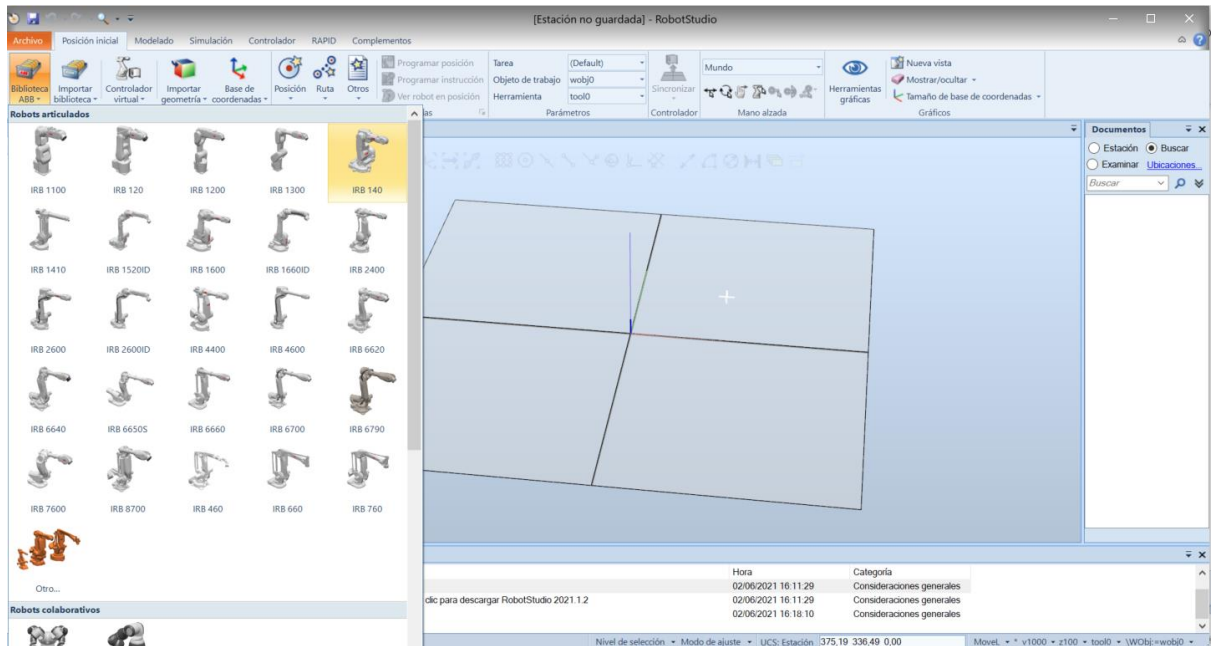 [Estación no guardada] - RobotStudio
Archivo Posición inicial Modelado Simulación Controlador RAPID Complementos
Biblioteca ABB
Importar biblioteca
Controlador virtual
Importar geometría
Base de coordenadas
Posición
Ruta
Otros
Programar posición
Programar instrucción
Ver robot en posición
Tarea (Default)
Objeto de trabajo wobj0
Herramienta tool0
Parámetros
Sincronizar
Controlador
Mundo
Mano alzada
Herramientas gráficas
Nueva vista
Mostrar/ocultar
Tamaño de base de coordenadas
Gráficos
Robots articulados
IRB 1100 IRB 120 IRB 1200 IRB 1300 IRB 140
IRB 1410 IRB 1520ID IRB 1600 IRB 1660ID IRB 2400
IRB 2600 IRB 2600ID IRB 4400 IRB 4600 IRB 6620
IRB 6640 IRB 6650S IRB 6660 IRB 6700 IRB 6790
IRB 7600 IRB 8700 IRB 460 IRB 660 IRB 760
Otro...
Robots colaborativos
Documentos
Estación Buscar
Examinar Ubicaciones...
Buscar
Hora Categoría
02/06/2021 16:11:29 Consideraciones generales
clic para descargar RobotStudio 2021.1.2 02/06/2021 16:11:29 Consideraciones generales
02/06/2021 16:18:10 Consideraciones generales
Nivel de selección Modo de ajuste UCS: Estación 375,19 336,49 0,00 MoveL * v1000 z100 tool0 \WObj:=wobj0